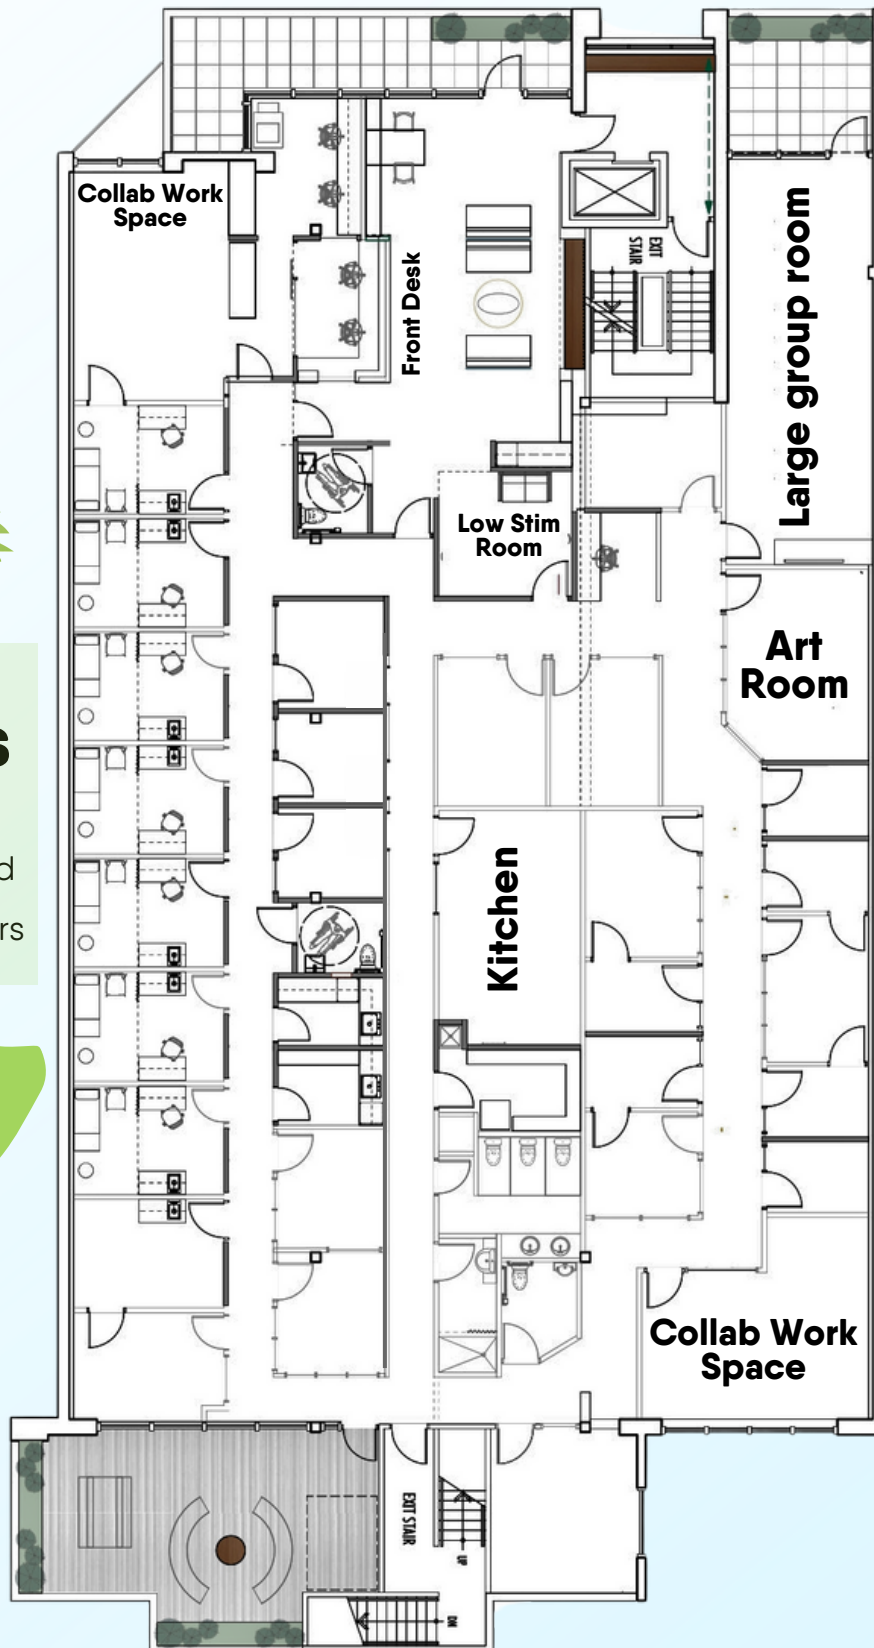 Collab Work
Space
Front Desk
EXIT
STAIR
Large group room
Low Stim
Room
Art
Room
s
d
rs
Kitchen
Collab Work
Space
EXIT STAIR
UP
DN